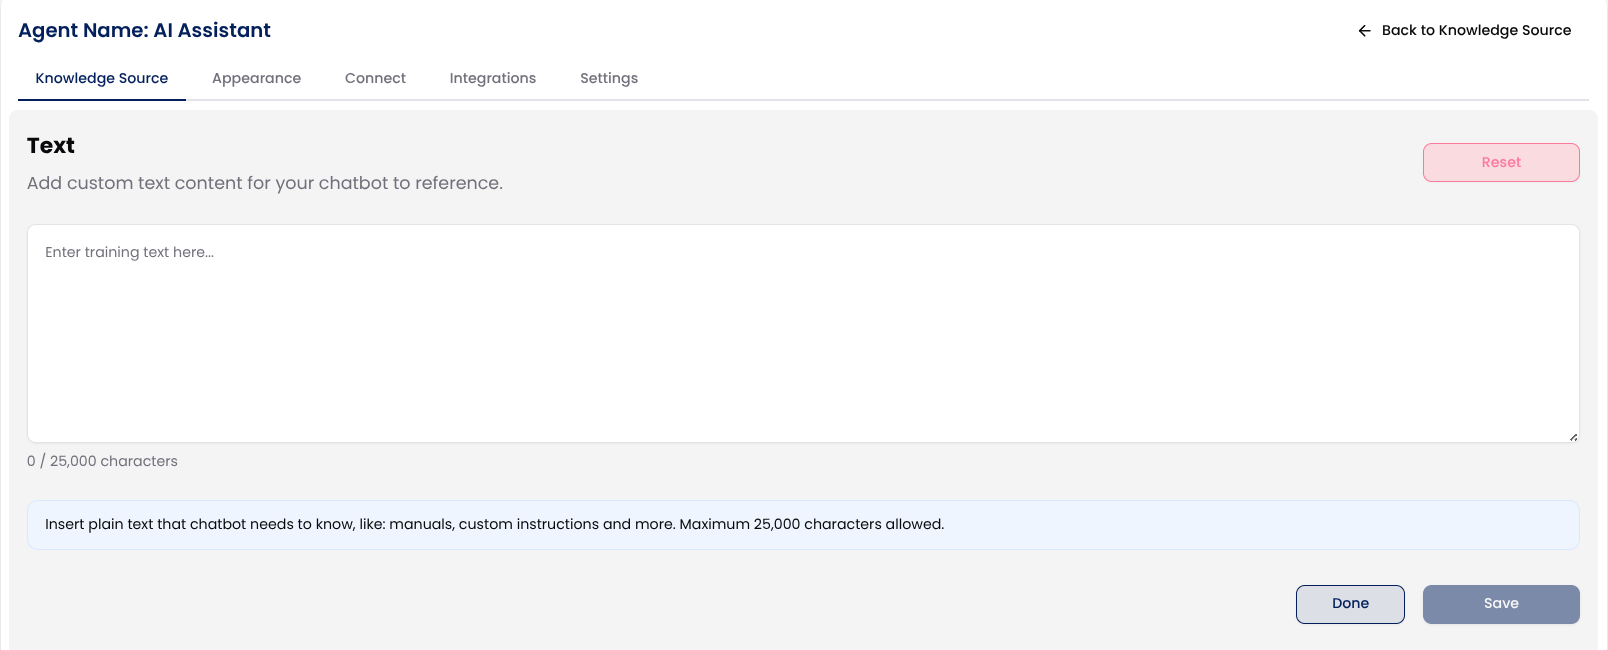 Agent Name: AI Assistant
Back to Knowledge Source
Knowledge Source
Appearance
Connect
Integrations
Settings
Text
Add custom text content for your chatbot to reference.
Reset
Enter training text here...
0 / 25,000 characters
Insert plain text that chatbot needs to know, like: manuals, custom instructions and more. Maximum 25,000 characters allowed.
Done
Save